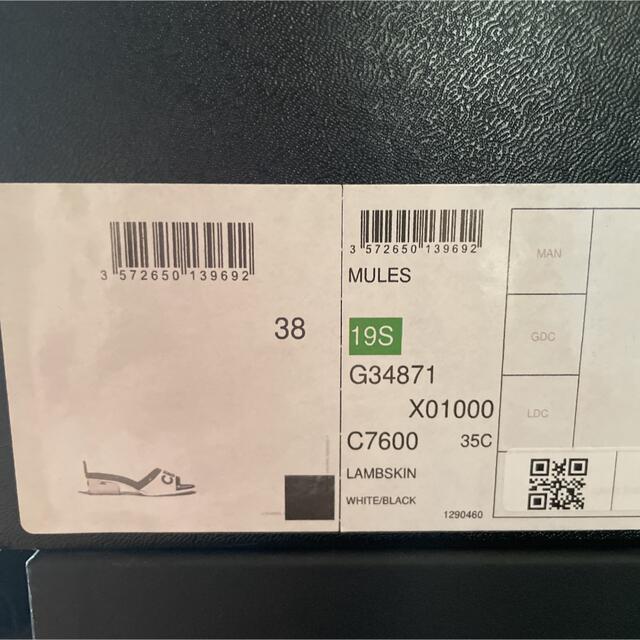 3 572650 139692
38
3 572650 139692
MULES
19S
G34871
X01000
C7600 35C
LAMBSKIN
WHITE/BLACK 1290460
MAN
GDC
LDC